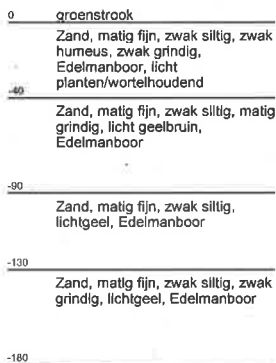 0 groenstrook
Zand, matig fijn, zwak siltig, zwak
humeus, zwak grindig,
Edelmanboor, licht
planten/wortelhoudend
-40
Zand, matig fijn, zwak siltig, matig
grindig, licht geelbruin,
Edelmanboor
-90
Zand, matig fijn, zwak siltig,
lichtgeel, Edelmanboor
-130
Zand, matig fijn, zwak siltig, zwak
grindig, lichtgeel, Edelmanboor
-180